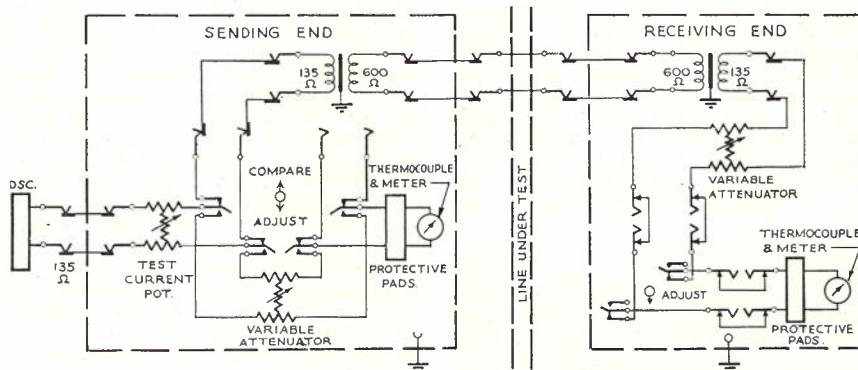 SENDING END
135
Ω
600
Ω
COMPARE
ADJUST
THERMOCOUPLE
& METER
OSC.
135
Ω
TEST
CURRENT
POT.
PROTECTIVE
PADS.
VARIABLE
ATTENUATOR
LINE UNDER TEST
RECEIVING END
600
Ω
135
Ω
VARIABLE
ATTENUATOR
THERMOCOUPLE
& METER
ADJUST
PROTECTIVE
PADS.